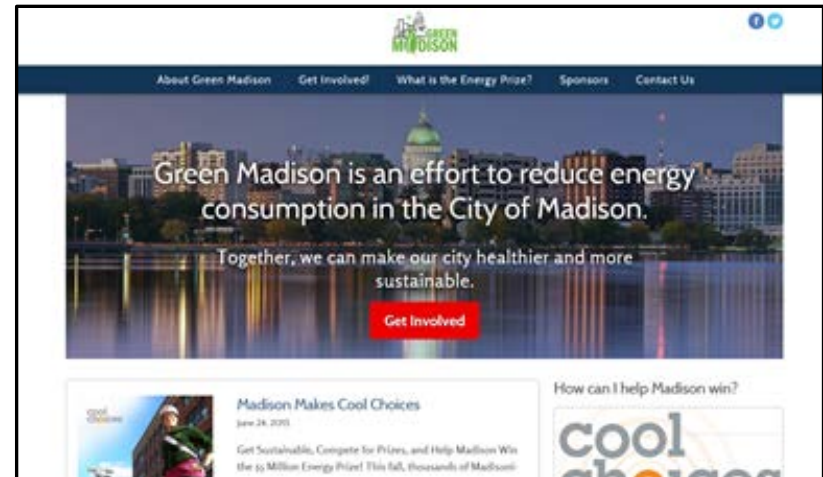 GREEN
MADISON
About Green Madison Get Involved! What is the Energy Prize? Sponsors Contact Us
Green Madison is an effort to reduce energy
consumption in the City of Madison.
Together, we can make our city healthier and more
sustainable.
Get Involved
cool
choices
Madison Makes Cool Choices
June 24, 2015
Get Sustainable, Compete for Prizes, and Help Madison Win
the $5 Million Energy Prize! This fall, thousands of Madisoni-
How can I help Madison win?
cool
choices